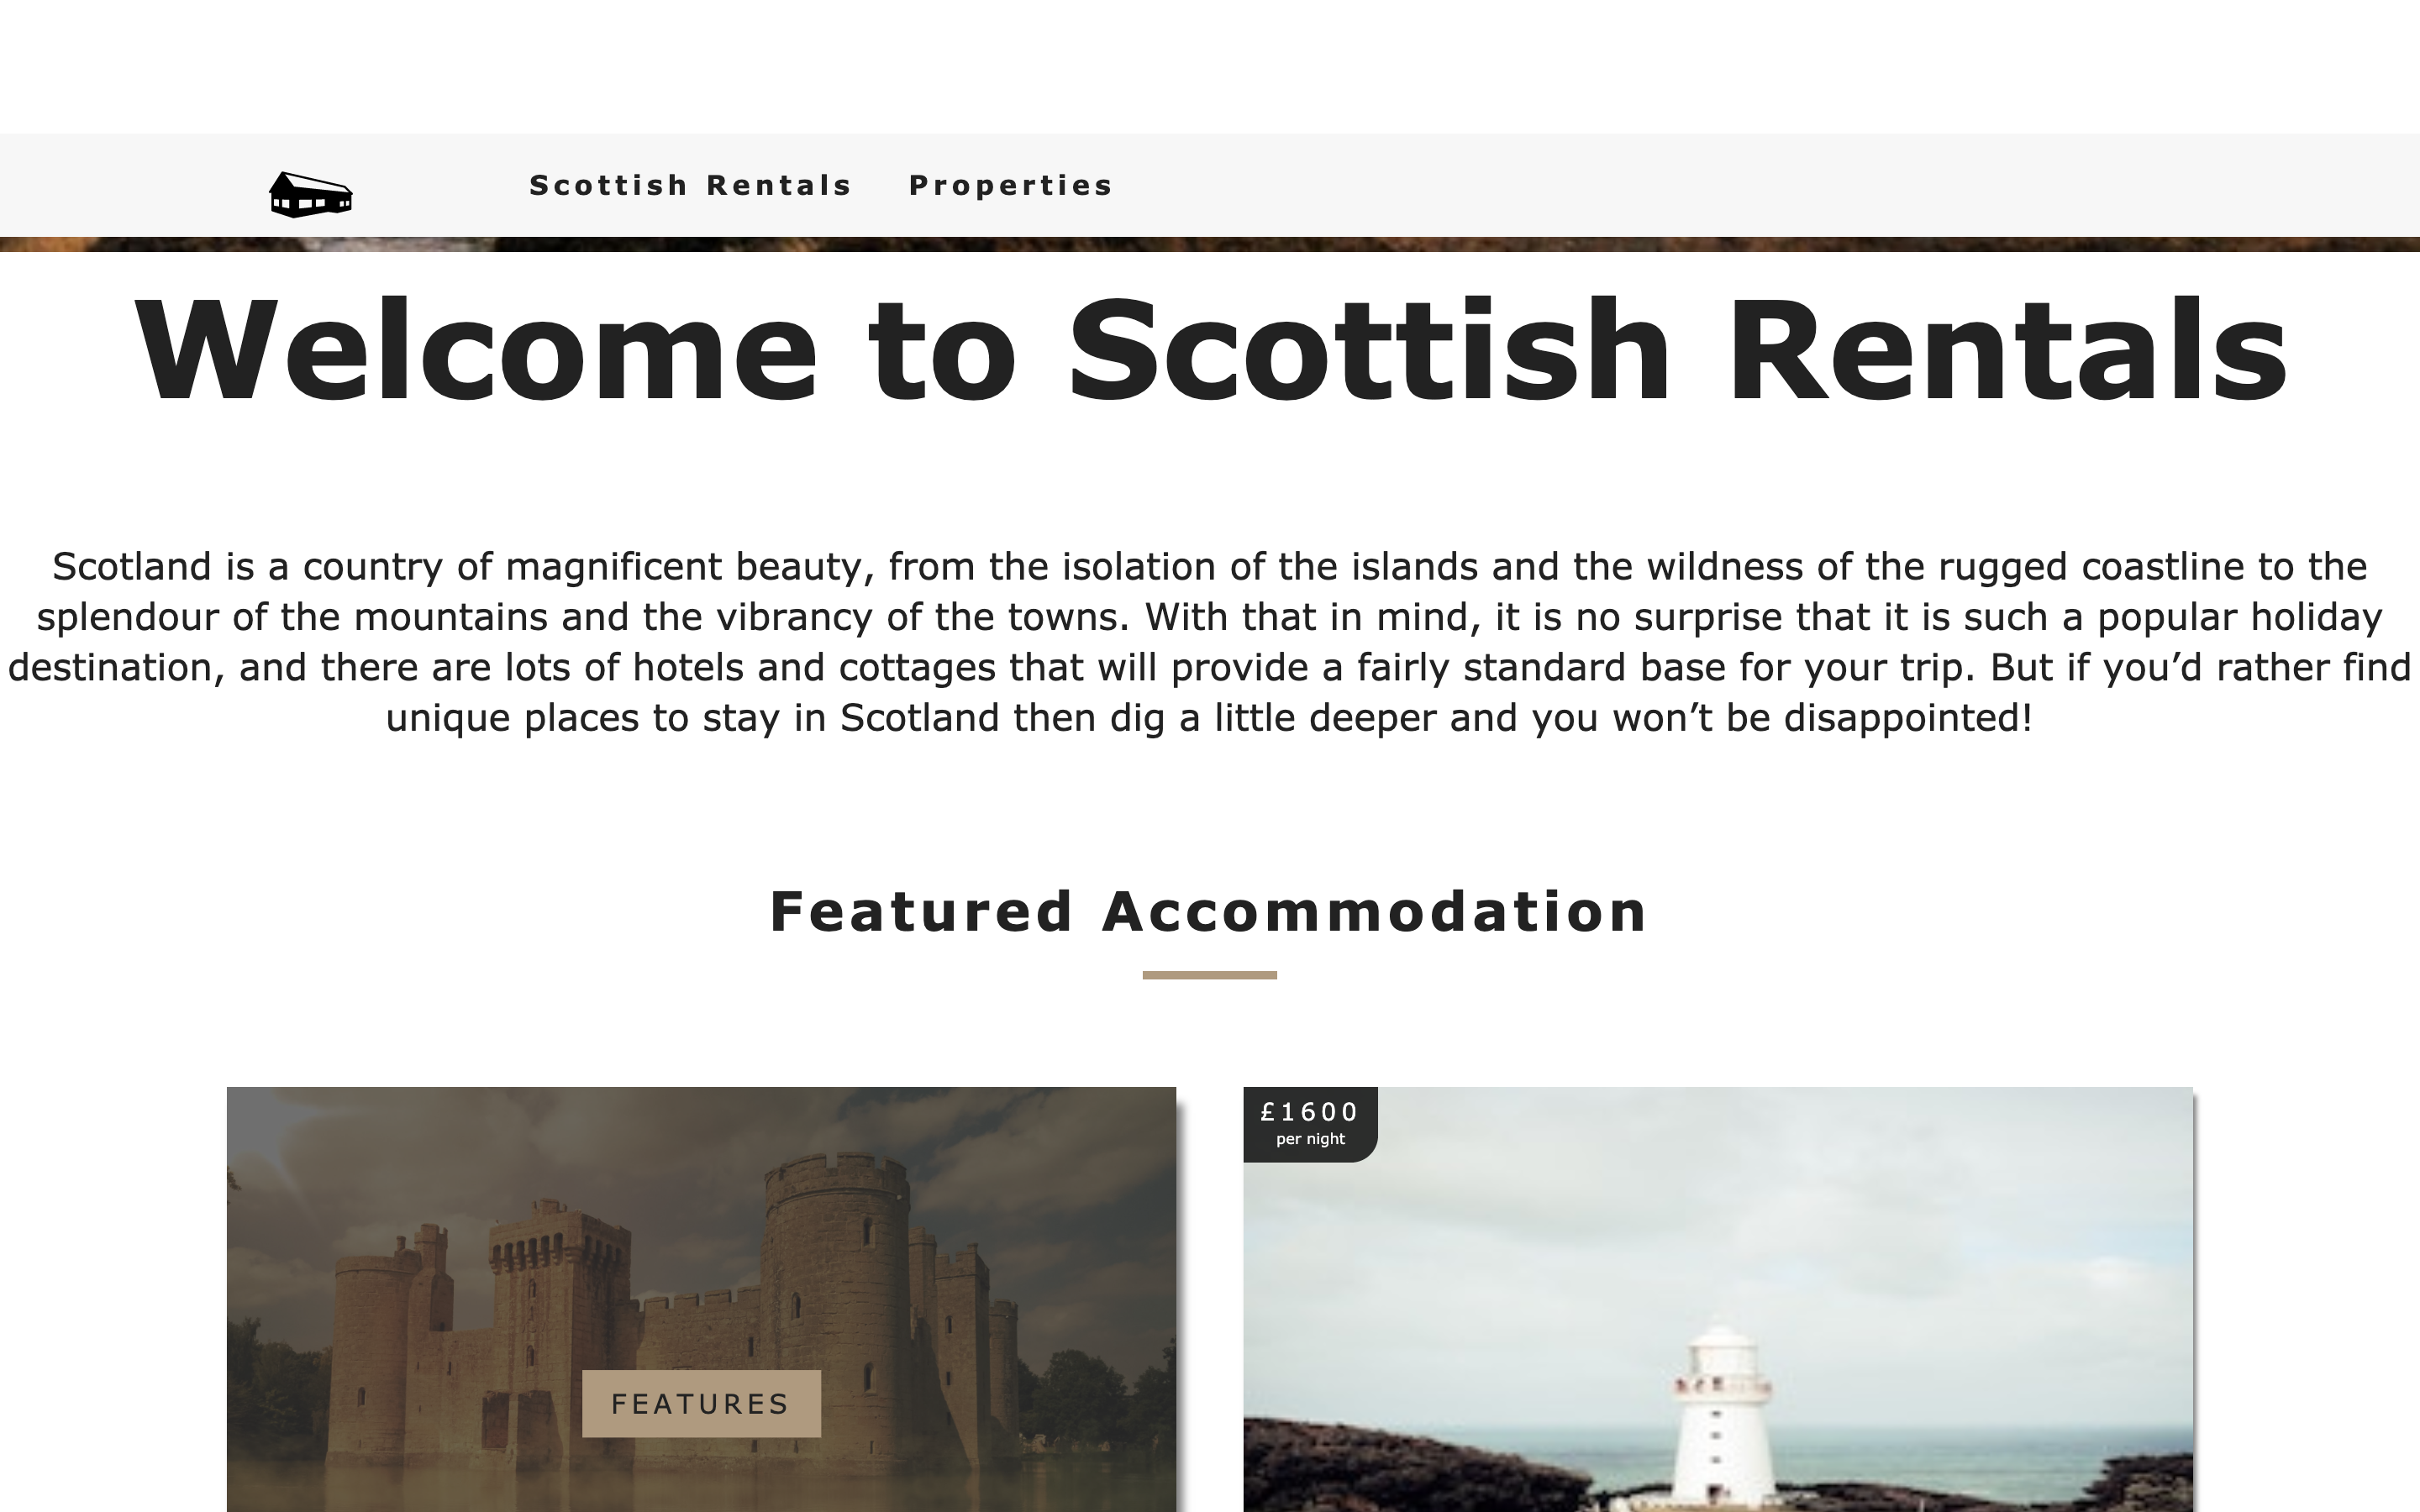 Scottish Rentals Properties
Welcome to Scottish Rentals
Scotland is a country of magnificent beauty, from the isolation of the islands and the wildness of the rugged coastline to the
splendour of the mountains and the vibrancy of the towns. With that in mind, it is no surprise that it is such a popular holiday
destination, and there are lots of hotels and cottages that will provide a fairly standard base for your trip. But if you’d rather find
unique places to stay in Scotland then dig a little deeper and you won’t be disappointed!
Featured Accommodation
FEATURES
£1600
per night